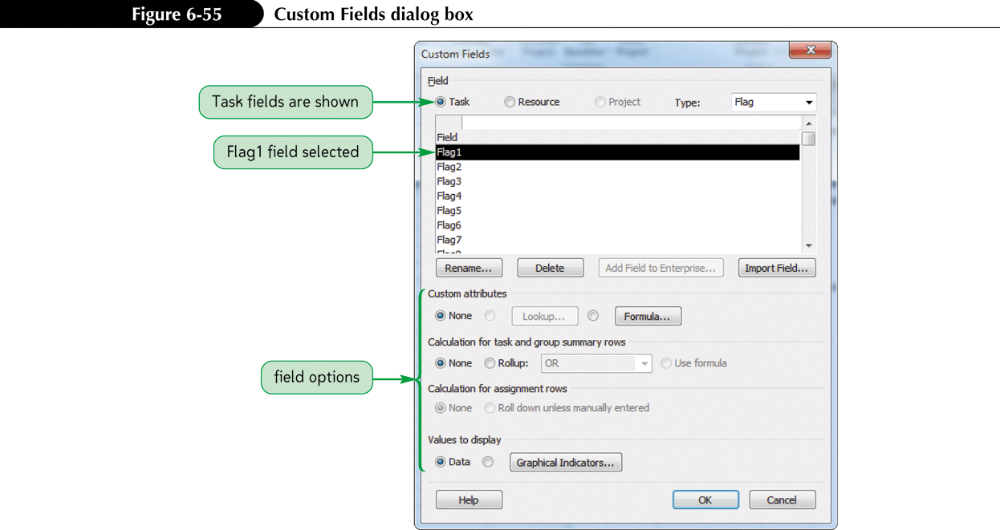 Figure 6-55 Custom Fields dialog box
Custom Fields
Field
Task fields are shown
Task Resource Project Type: Flag
Field
Flag1 field selected
Flag1
Flag2
Flag3
Flag4
Flag5
Flag6
Flag7
Rename... Delete Add Field to Enterprise... Import Field...
Custom attributes
None Lookup... Formula...
Calculation for task and group summary rows
None Rollup: OR Use formula
field options
Calculation for assignment rows
None Roll down unless manually entered
Values to display
Data Graphical Indicators...
Help OK Cancel